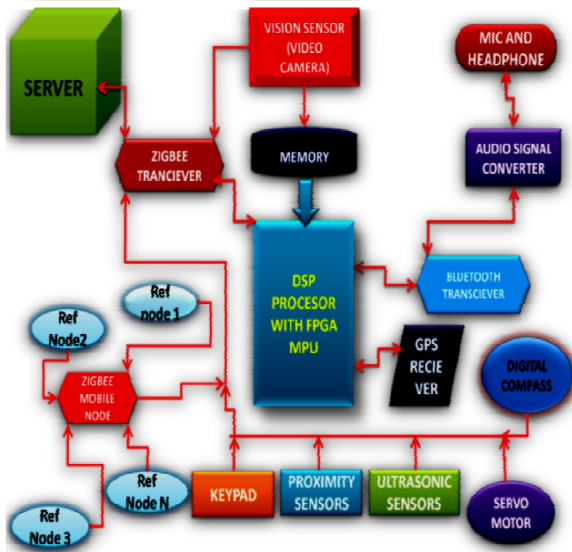 VISION SENSOR
(VIDEO
CAMERA)
MIC AND
HEADPHONE
SERVER
ZIGBEE
TRANCIEVER
MEMORY
AUDIO SIGNAL
CONVERTER
DSP
PROCESOR
WITH FPGA
MPU
BLUETOOTH
TRANSCIEVER
Ref
node 1
Ref
Node2
GPS
RECIE
VER
DIGITAL
COMPASS
ZIGBEE
MOBILE
NODE
Ref
Node N
KEYPAD
PROXIMITY
SENSORS
ULTRASONIC
SENSORS
SERVO
MOTOR
Ref
Node 3